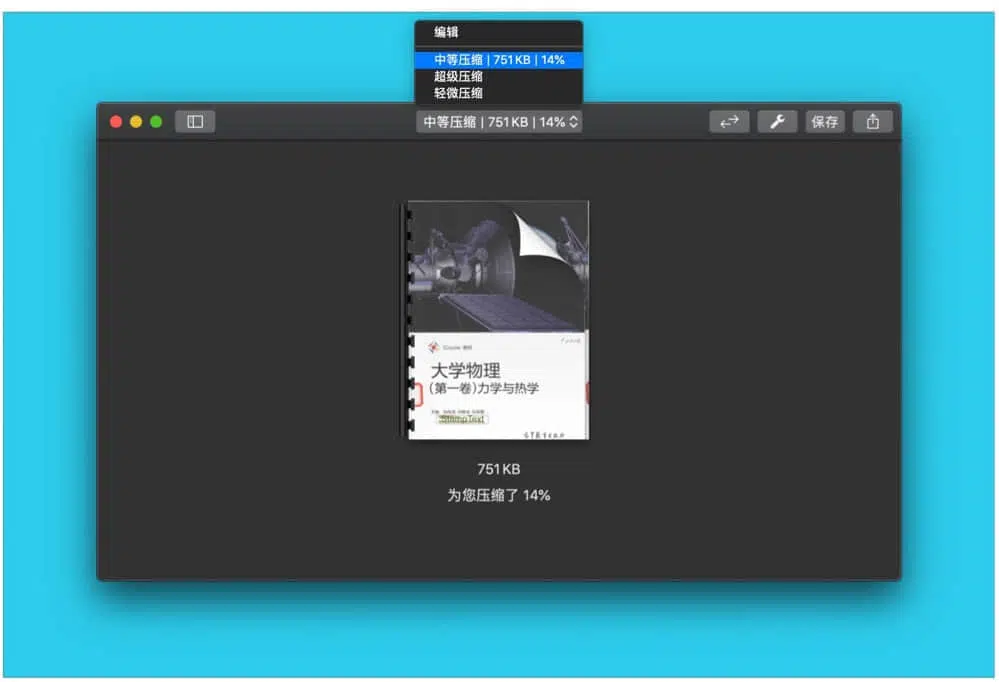 编辑
中等压缩 | 751 KB | 14%
超级压缩
轻微压缩
中等压缩 | 751 KB | 14%
保存
大学物理
(第一卷)力学与热学
StampText
751 KB
为您压缩了 14%